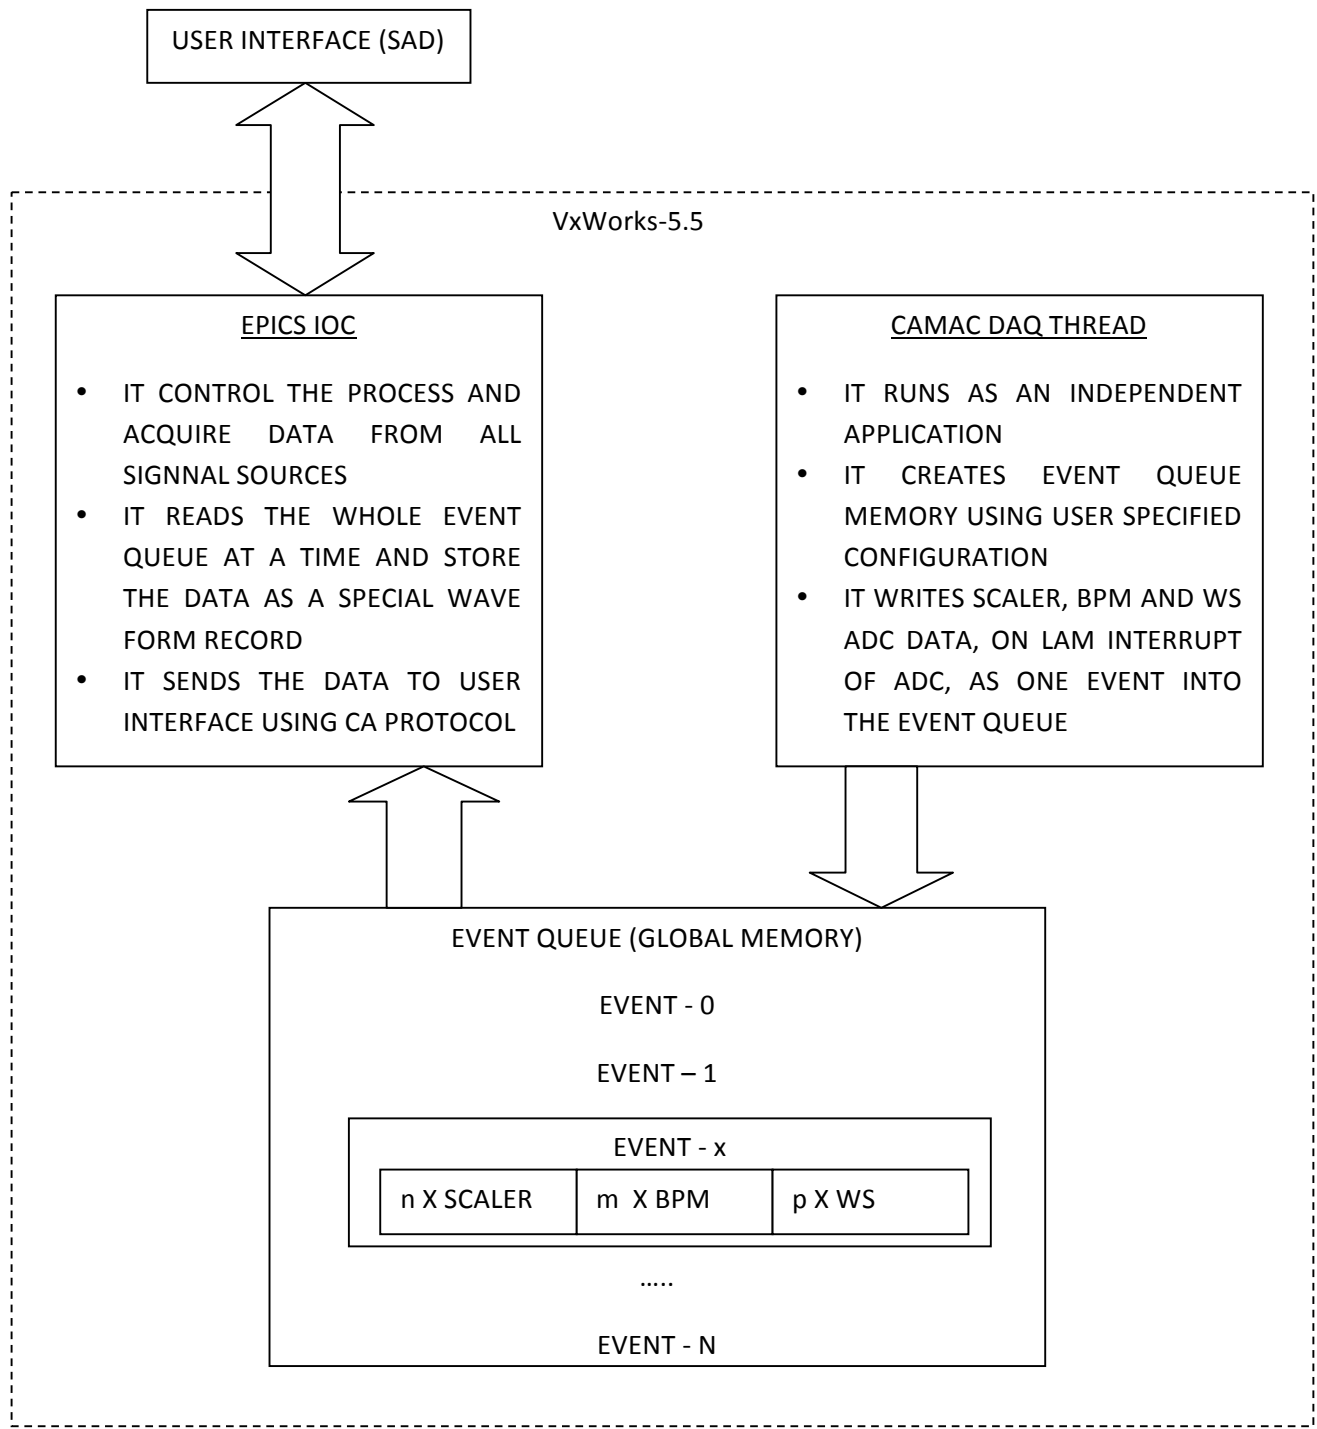 USER INTERFACE (SAD)
VxWorks-5.5
EPICS IOC
• IT CONTROL THE PROCESS AND
ACQUIRE DATA FROM ALL
SIGNNAL SOURCES
• IT READS THE WHOLE EVENT
QUEUE AT A TIME AND STORE
THE DATA AS A SPECIAL WAVE
FORM RECORD
• IT SENDS THE DATA TO USER
INTERFACE USING CA PROTOCOL
CAMAC DAQ THREAD
• IT RUNS AS AN INDEPENDENT
APPLICATION
• IT CREATES EVENT QUEUE
MEMORY USING USER SPECIFIED
CONFIGURATION
• IT WRITES SCALER, BPM AND WS
ADC DATA, ON LAM INTERRUPT
OF ADC, AS ONE EVENT INTO
THE EVENT QUEUE
EVENT QUEUE (GLOBAL MEMORY)
EVENT - 0
EVENT – 1
EVENT - x
n X SCALER
m X BPM
p X WS
…..
EVENT - N